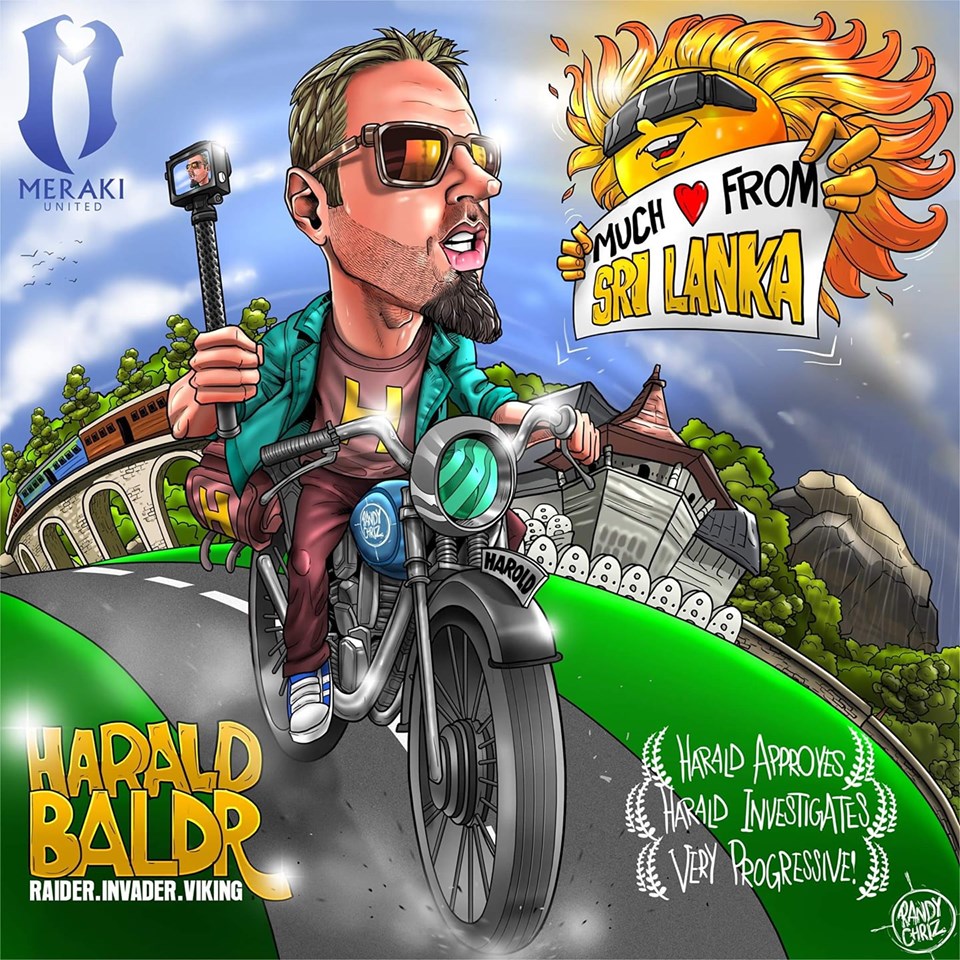 MERAKI
UNITED
MUCH ❤ FROM
SRI LANKA
H
H
RANDY
CHRIZ
HAROLD
HARALD
BALDR
RAIDER.INVADER.VIKING
HARALD APPROVES
HARALD INVESTIGATES
VERY PROGRESSIVE!
RANDY
CHRIZ